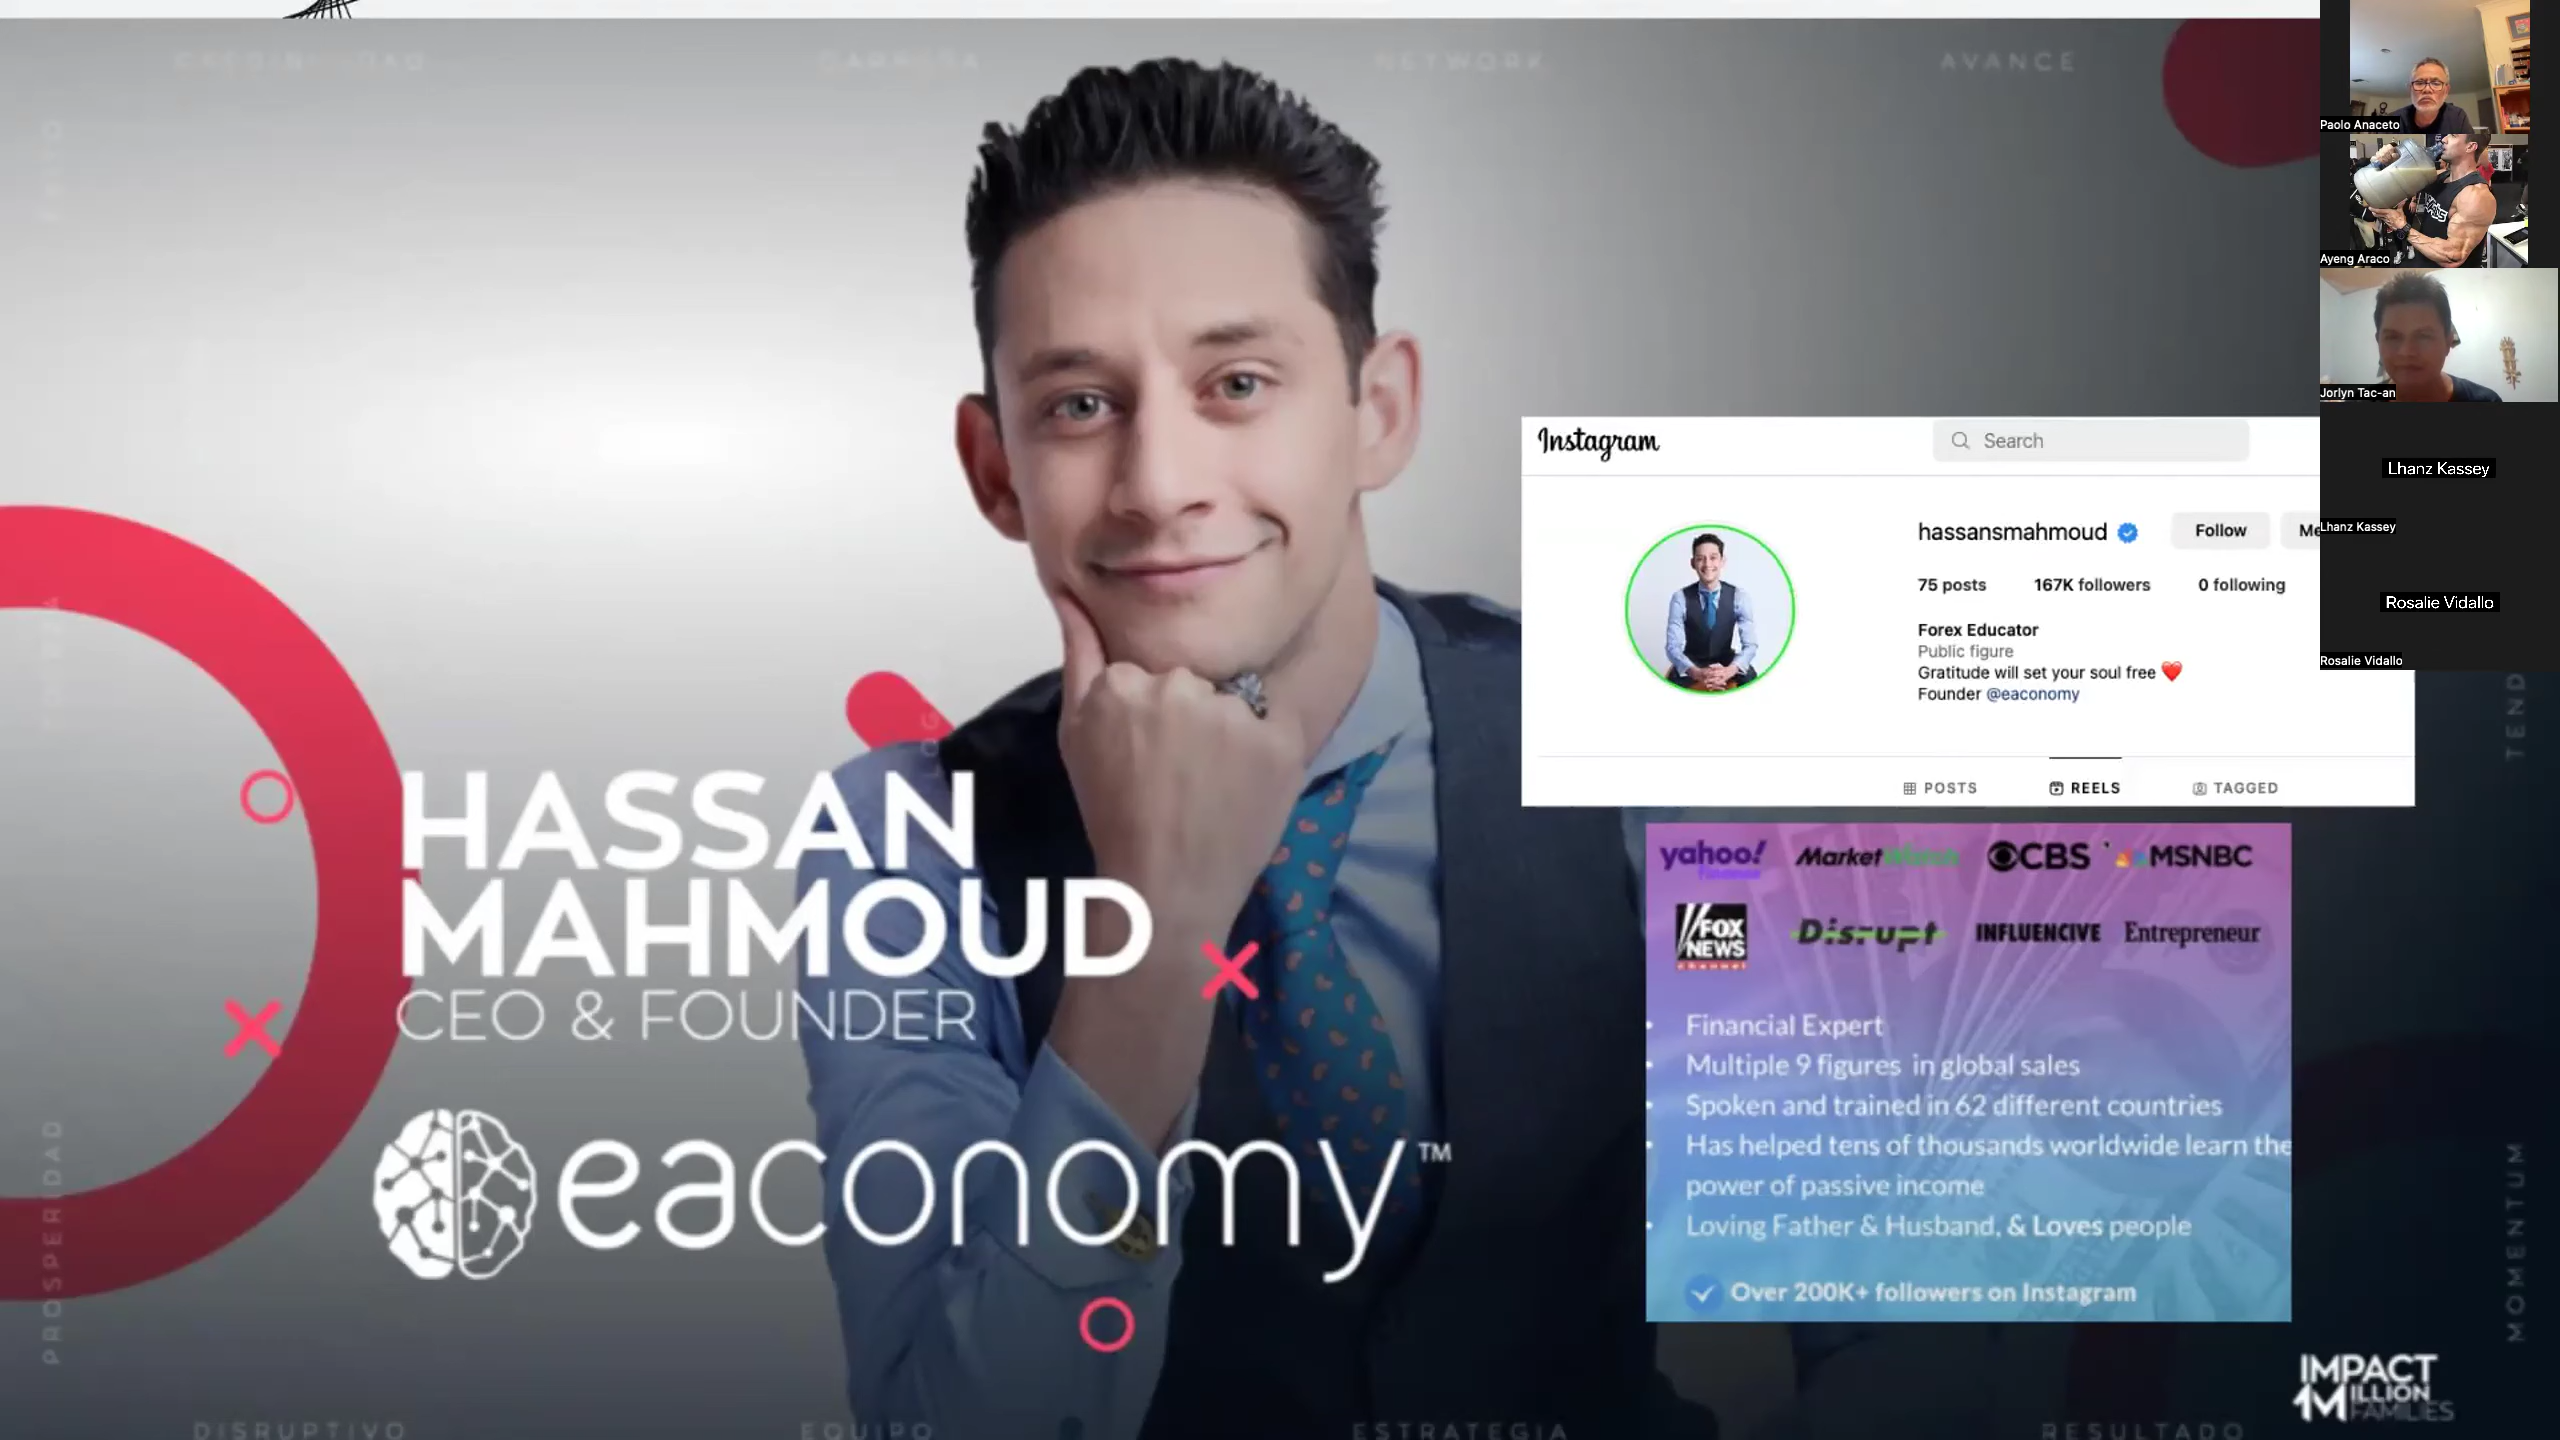 NETWORK
AVANCE
Paolo Anaceto
Ayeng Araco
Jorlyn Tac-an
Lhanz Kassey
Lhanz Kassey
Rosalie Vidallo
Rosalie Vidallo
Instagram
Search
hassansmahmoud
Follow
75 posts
167K followers
0 following
Forex Educator
Public figure
Gratitude will set your soul free ❤️
Founder @eaconomy
POSTS
REELS
TAGGED
HASSAN
MAHMOUD
CEO & FOUNDER
eaconomy™
yahoo! finance
MarketWatch
CBS
MSNBC
FOX NEWS channel
Disrupt
INFLUENCIVE
Entrepreneur
• Financial Expert
• Multiple 9 figures in global sales
• Spoken and trained in 62 different countries
• Has helped tens of thousands worldwide learn the
power of passive income
• Loving Father & Husband, & Loves people
Over 200K+ followers on Instagram
PROSPERIDAD
MOMENTUM
TEND
IMPACT
1MILLION
FAMILIES
DISRUPTIVO
EQUIPO
ESTRATEGIA
RESULTADO